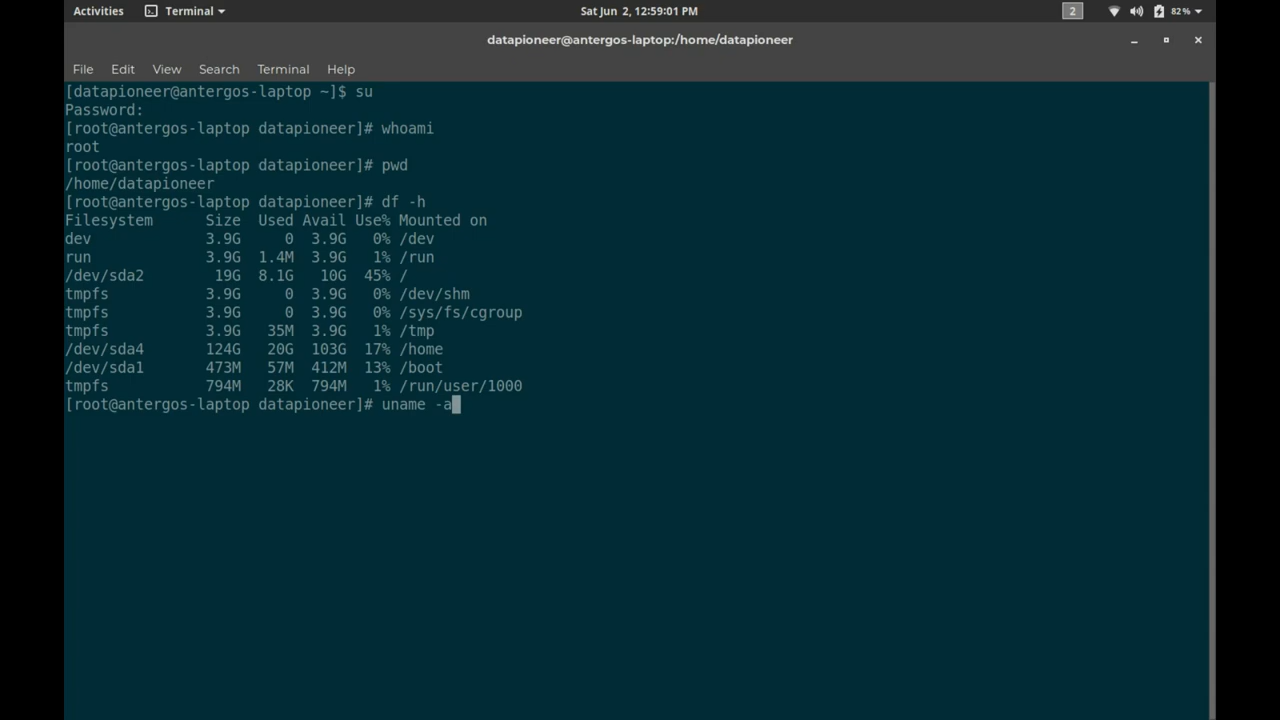 Activities Terminal Sat Jun 2, 12:59:01 PM 2 82%
datapioneer@antergos-laptop:/home/datapioneer
File Edit View Search Terminal Help
[datapioneer@antergos-laptop ~]$ su
Password:
[root@antergos-laptop datapioneer]# whoami
root
[root@antergos-laptop datapioneer]# pwd
/home/datapioneer
[root@antergos-laptop datapioneer]# df -h
Filesystem      Size  Used Avail Use% Mounted on
dev             3.9G     0  3.9G   0% /dev
run             3.9G  1.4M  3.9G   1% /run
/dev/sda2        19G  8.1G   10G  45% /
tmpfs           3.9G     0  3.9G   0% /dev/shm
tmpfs           3.9G     0  3.9G   0% /sys/fs/cgroup
tmpfs           3.9G   35M  3.9G   1% /tmp
/dev/sda4       124G   20G  103G  17% /home
/dev/sda1       473M   57M  412M  13% /boot
tmpfs           794M   28K  794M   1% /run/user/1000
[root@antergos-laptop datapioneer]# uname -a